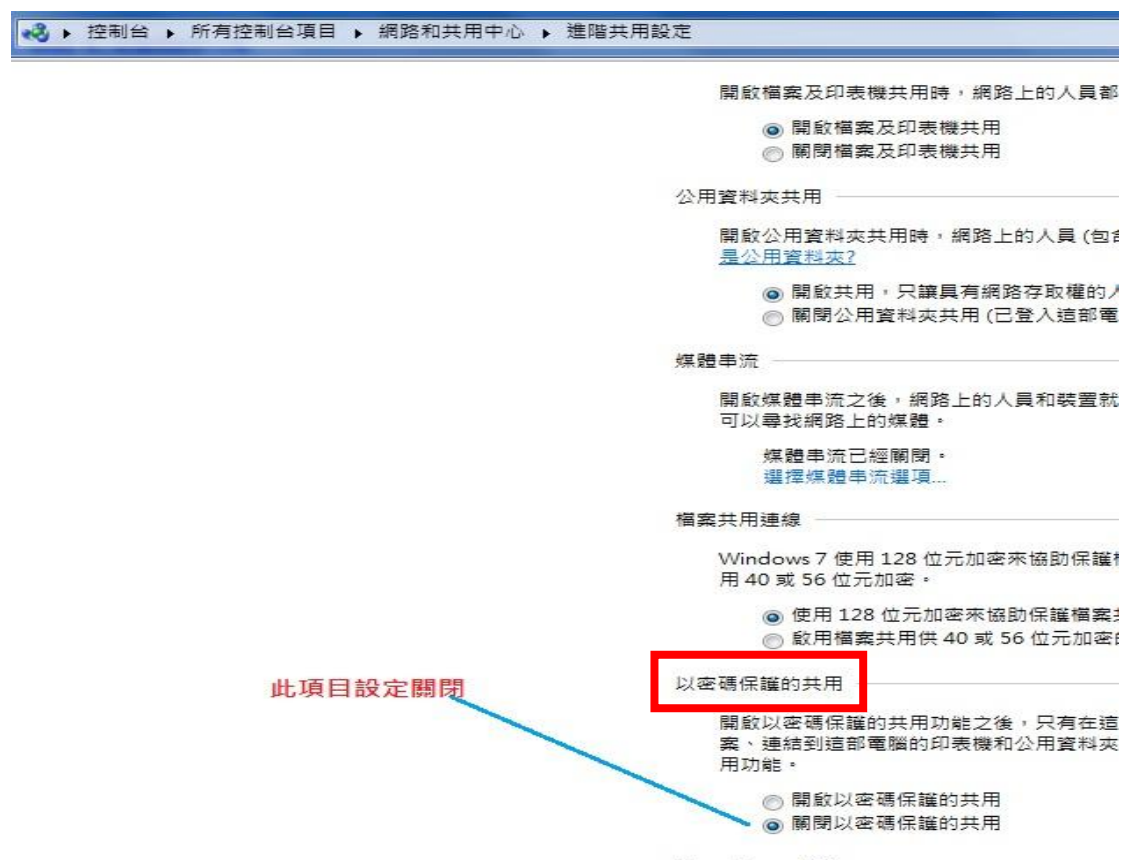 控制台 ▸ 所有控制台項目 ▸ 網路和共用中心 ▸ 進階共用設定
開啟檔案及印表機共用時，網路上的人員都
開啟檔案及印表機共用
關閉檔案及印表機共用
公用資料夾共用
開啟公用資料夾共用時，網路上的人員 (包含
是公用資料夾?
開啟共用，只讓具有網路存取權的人
關閉公用資料夾共用 (已登入這部電
媒體串流
開啟媒體串流之後，網路上的人員和裝置就
可以尋找網路上的媒體。
媒體串流已經關閉。
選擇媒體串流選項...
檔案共用連線
Windows 7 使用 128 位元加密來協助保護
用 40 或 56 位元加密。
使用 128 位元加密來協助保護檔案
啟用檔案共用供 40 或 56 位元加密
此項目設定關閉
以密碼保護的共用
開啟以密碼保護的共用功能之後，只有在這
案、連結到這部電腦的印表機和公用資料夾
用功能。
開啟以密碼保護的共用
關閉以密碼保護的共用